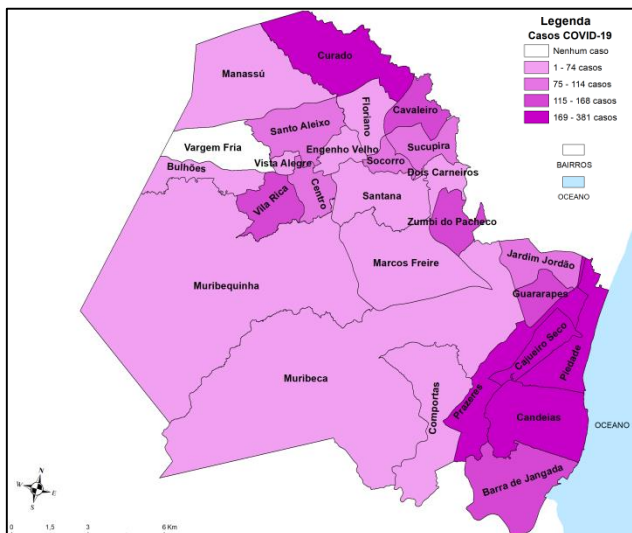 Legenda
Casos COVID-19
Nenhum caso
1 - 74 casos
75 - 114 casos
115 - 168 casos
169 - 381 casos
BAIRROS
OCEANO
Curado
Manassú
Floriano
Cavaleiro
Santo Aleixo
Vargem Fria
Engenho Velho
Sucupira
Vista Alegre
Socorro
Bulhões
Dois Carneiros
Vila Rica
Centro
Santana
Zumbi do Pacheco
Jardim Jordão
Marcos Freire
Muribequinha
Guararapes
Cajueiro Seco
Piedade
Muribeca
Comportas
Prazeres
Candeias
OCEANO
Barra de Jangada
N
W
E
S
0 1,5 3 6 Km